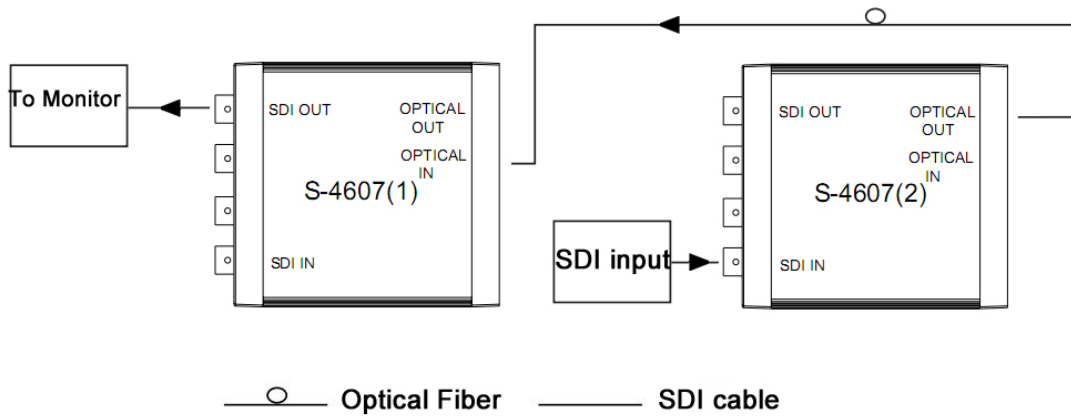 To Monitor
SDI OUT
OPTICAL
OUT
OPTICAL
IN
S-4607(1)
SDI IN
SDI input
SDI OUT
OPTICAL
OUT
OPTICAL
IN
S-4607(2)
SDI IN
Optical Fiber
SDI cable